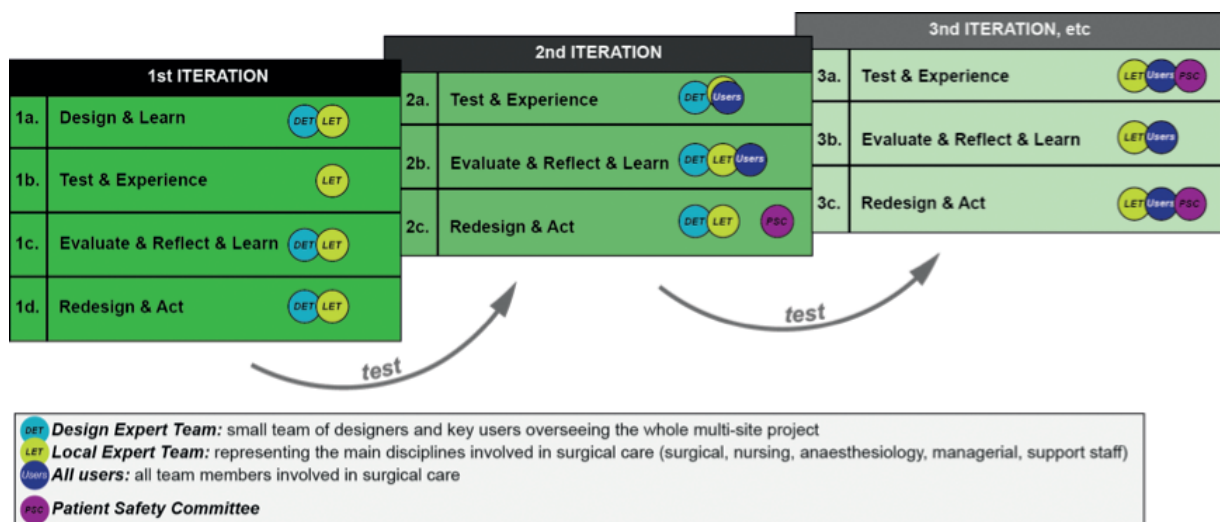 1st ITERATION
1a. Design & Learn DET LET
1b. Test & Experience LET
1c. Evaluate & Reflect & Learn DET LET
1d. Redesign & Act DET LET
test
2nd ITERATION
2a. Test & Experience DET Users
2b. Evaluate & Reflect & Learn DET LET Users
2c. Redesign & Act DET LET PSC
test
3nd ITERATION, etc
3a. Test & Experience LET Users PSC
3b. Evaluate & Reflect & Learn LET Users
3c. Redesign & Act LET Users PSC
DET Design Expert Team: small team of designers and key users overseeing the whole multi-site project
LET Local Expert Team: representing the main disciplines involved in surgical care (surgical, nursing, anaesthesiology, managerial, support staff)
Users All users: all team members involved in surgical care
PSC Patient Safety Committee